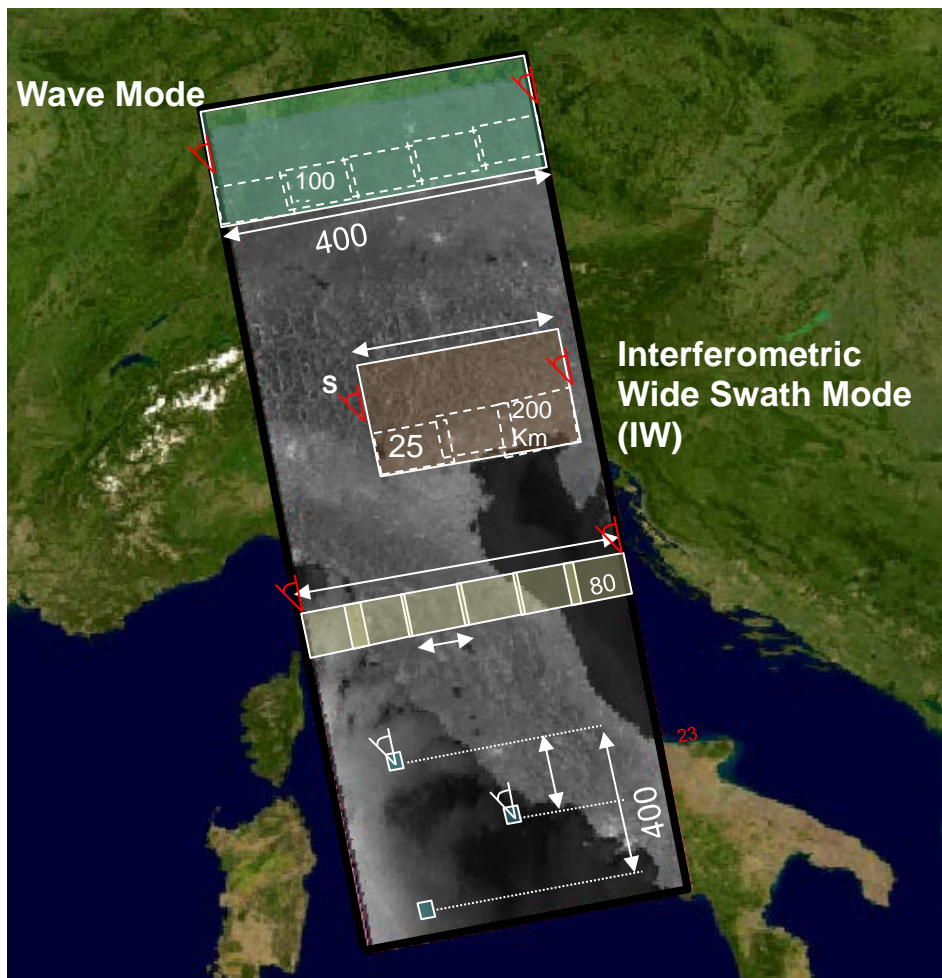 Wave Mode
100
400
Interferometric
Wide Swath Mode
(IW)
S
200
Km
25
80
23
400